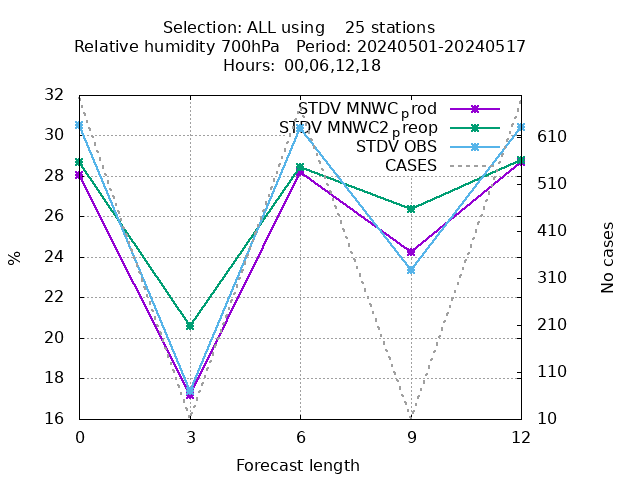 Selection: ALL using    25 stations
Relative humidity 700hPa   Period: 20240501-20240517
Hours: 00,06,12,18
STDV MNWC_prod
STDV MNWC2_preop
STDV OBS
CASES
32
30
28
26
24
22
20
18
16
%
610
510
410
310
210
110
10
No cases
0 3 6 9 12
Forecast length